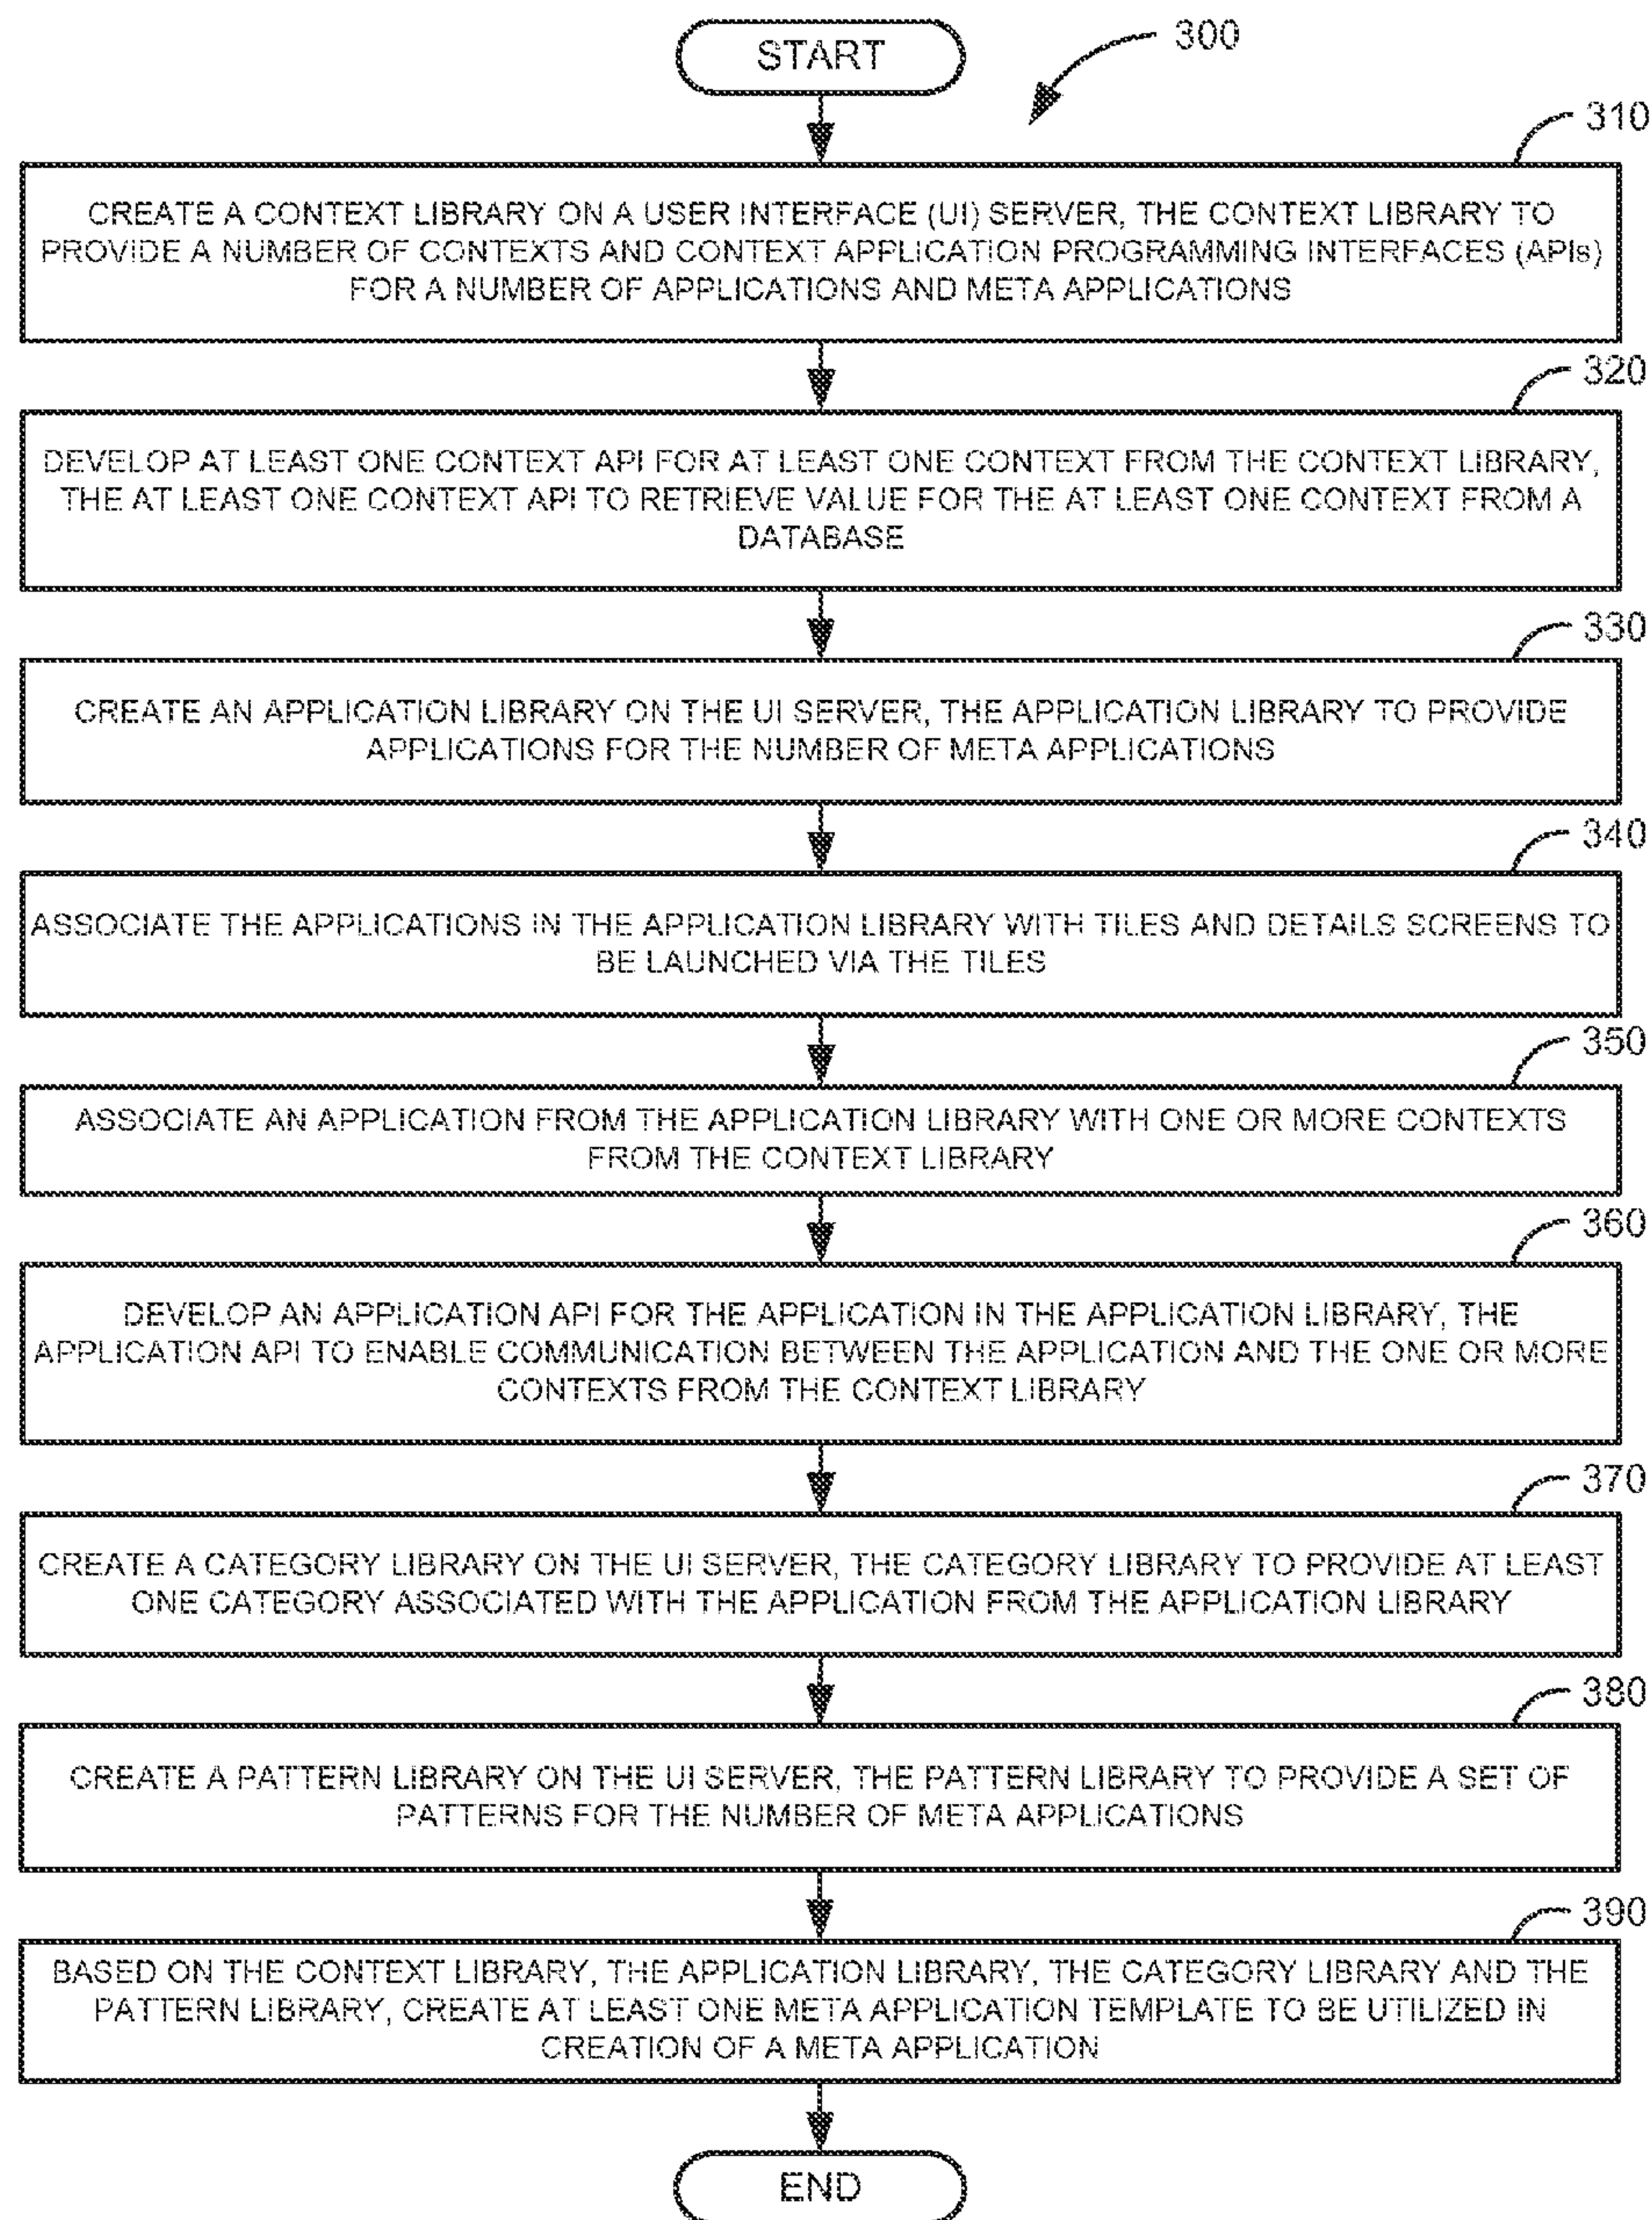 START
300
310
CREATE A CONTEXT LIBRARY ON A USER INTERFACE (UI) SERVER, THE CONTEXT LIBRARY TO
PROVIDE A NUMBER OF CONTEXTS AND CONTEXT APPLICATION PROGRAMMING INTERFACES (APIs)
FOR A NUMBER OF APPLICATIONS AND META APPLICATIONS
320
DEVELOP AT LEAST ONE CONTEXT API FOR AT LEAST ONE CONTEXT FROM THE CONTEXT LIBRARY,
THE AT LEAST ONE CONTEXT API TO RETRIEVE VALUE FOR THE AT LEAST ONE CONTEXT FROM A
DATABASE
330
CREATE AN APPLICATION LIBRARY ON THE UI SERVER, THE APPLICATION LIBRARY TO PROVIDE
APPLICATIONS FOR THE NUMBER OF META APPLICATIONS
340
ASSOCIATE THE APPLICATIONS IN THE APPLICATION LIBRARY WITH TILES AND DETAILS SCREENS TO
BE LAUNCHED VIA THE TILES
350
ASSOCIATE AN APPLICATION FROM THE APPLICATION LIBRARY WITH ONE OR MORE CONTEXTS
FROM THE CONTEXT LIBRARY
360
DEVELOP AN APPLICATION API FOR THE APPLICATION IN THE APPLICATION LIBRARY, THE
APPLICATION API TO ENABLE COMMUNICATION BETWEEN THE APPLICATION AND THE ONE OR MORE
CONTEXTS FROM THE CONTEXT LIBRARY
370
CREATE A CATEGORY LIBRARY ON THE UI SERVER, THE CATEGORY LIBRARY TO PROVIDE AT LEAST
ONE CATEGORY ASSOCIATED WITH THE APPLICATION FROM THE APPLICATION LIBRARY
380
CREATE A PATTERN LIBRARY ON THE UI SERVER, THE PATTERN LIBRARY TO PROVIDE A SET OF
PATTERNS FOR THE NUMBER OF META APPLICATIONS
390
BASED ON THE CONTEXT LIBRARY, THE APPLICATION LIBRARY, THE CATEGORY LIBRARY AND THE
PATTERN LIBRARY, CREATE AT LEAST ONE META APPLICATION TEMPLATE TO BE UTILIZED IN
CREATION OF A META APPLICATION
END